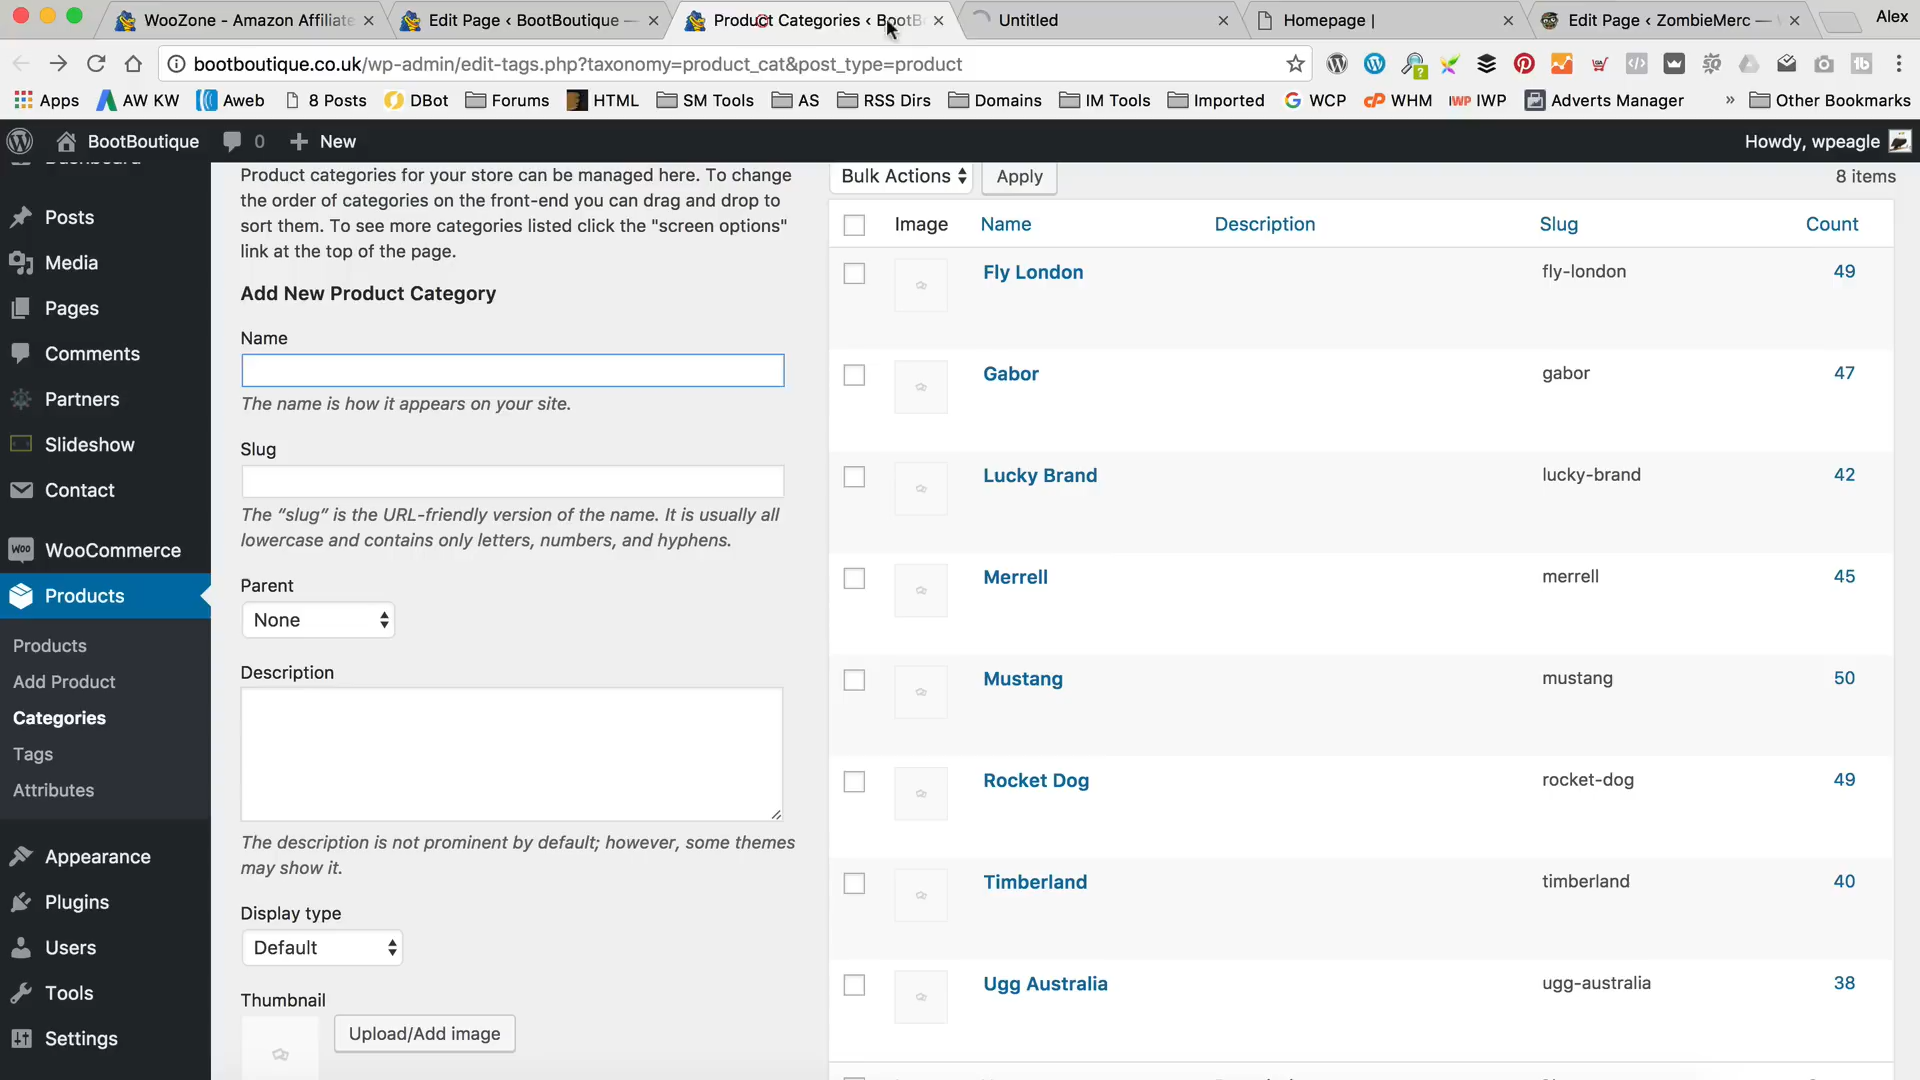 WooZone - Amazon Affiliate
Edit Page ‹ BootBoutique —
Product Categories ‹ BootB
Untitled
Homepage |
Edit Page ‹ ZombieMerc —
Alex
bootboutique.co.uk/wp-admin/edit-tags.php?taxonomy=product_cat&post_type=product
Apps
AW KW
Aweb
8 Posts
DBot
Forums
HTML
SM Tools
AS
RSS Dirs
Domains
IM Tools
Imported
WCP
WHM
IWP
Adverts Manager
»
Other Bookmarks
BootBoutique
0
New
Howdy, wpeagle
Posts
Media
Pages
Comments
Partners
Slideshow
Contact
WooCommerce
Products
Products
Add Product
Categories
Tags
Attributes
Appearance
Plugins
Users
Tools
Settings
Product categories for your store can be managed here. To change
the order of categories on the front-end you can drag and drop to
sort them. To see more categories listed click the "screen options"
link at the top of the page.
Add New Product Category
Name
The name is how it appears on your site.
Slug
The “slug” is the URL-friendly version of the name. It is usually all
lowercase and contains only letters, numbers, and hyphens.
Parent
None
Description
The description is not prominent by default; however, some themes
may show it.
Display type
Default
Thumbnail
Upload/Add image
Bulk Actions
Apply
8 items
Image Name Description Slug Count
Fly London fly-london 49
Gabor gabor 47
Lucky Brand lucky-brand 42
Merrell merrell 45
Mustang mustang 50
Rocket Dog rocket-dog 49
Timberland timberland 40
Ugg Australia ugg-australia 38